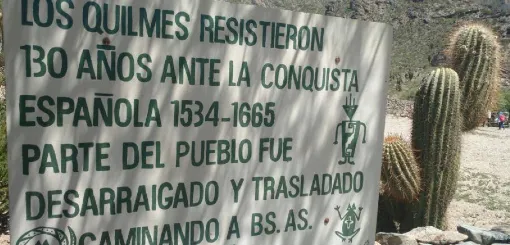 LOS QUILMES RESISTIERON
130 AÑOS ANTE LA CONQUISTA
ESPAÑOLA 1534-1665
PARTE DEL PUEBLO FUE
DESARRAIGADO Y TRASLADADO
CAMINANDO A BS. AS.